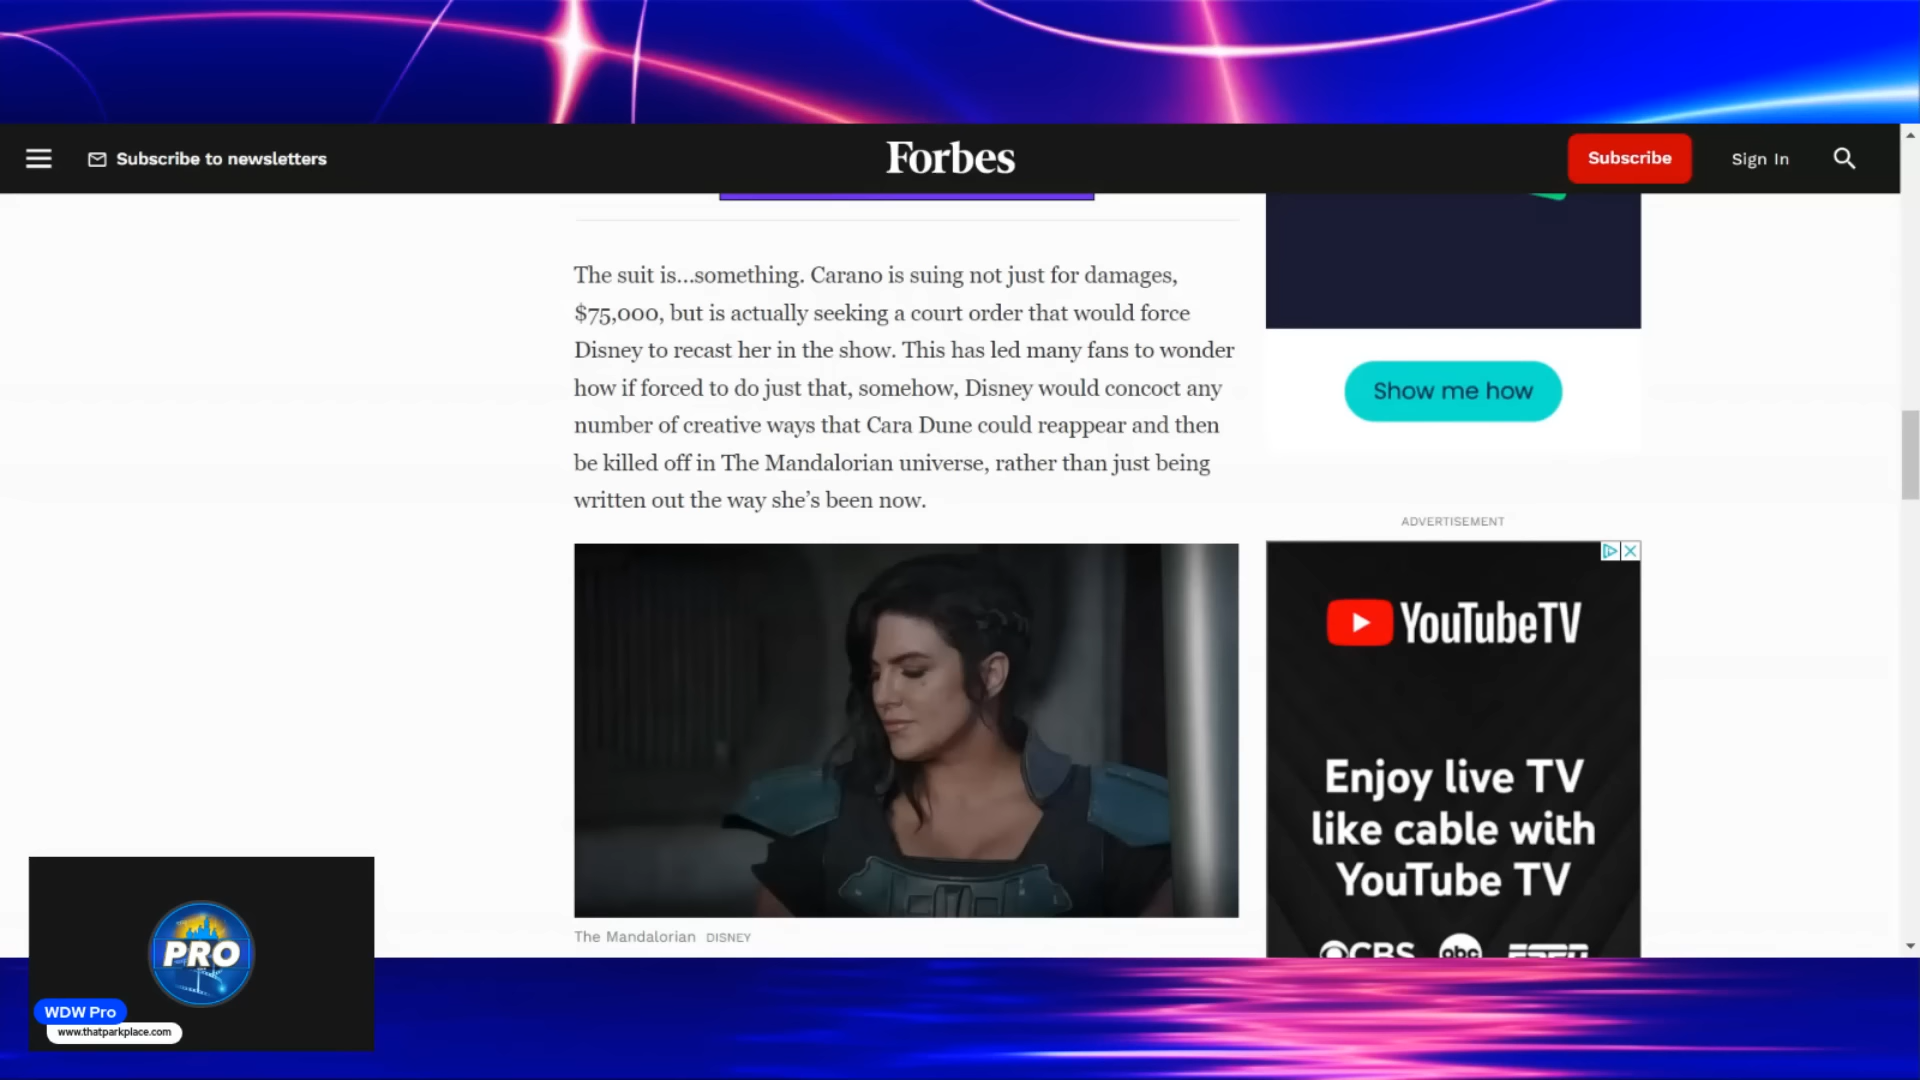 Subscribe to newsletters
Forbes
Subscribe
Sign In
The suit is...something. Carano is suing not just for damages,
$75,000, but is actually seeking a court order that would force
Disney to recast her in the show. This has led many fans to wonder
how if forced to do just that, somehow, Disney would concoct any
number of creative ways that Cara Dune could reappear and then
be killed off in The Mandalorian universe, rather than just being
written out the way she’s been now.
The Mandalorian DISNEY
Show me how
ADVERTISEMENT
YouTubeTV
Enjoy live TV
like cable with
YouTube TV
CBS abc ESPN
PRO
WDW Pro
www.thatparkplace.com